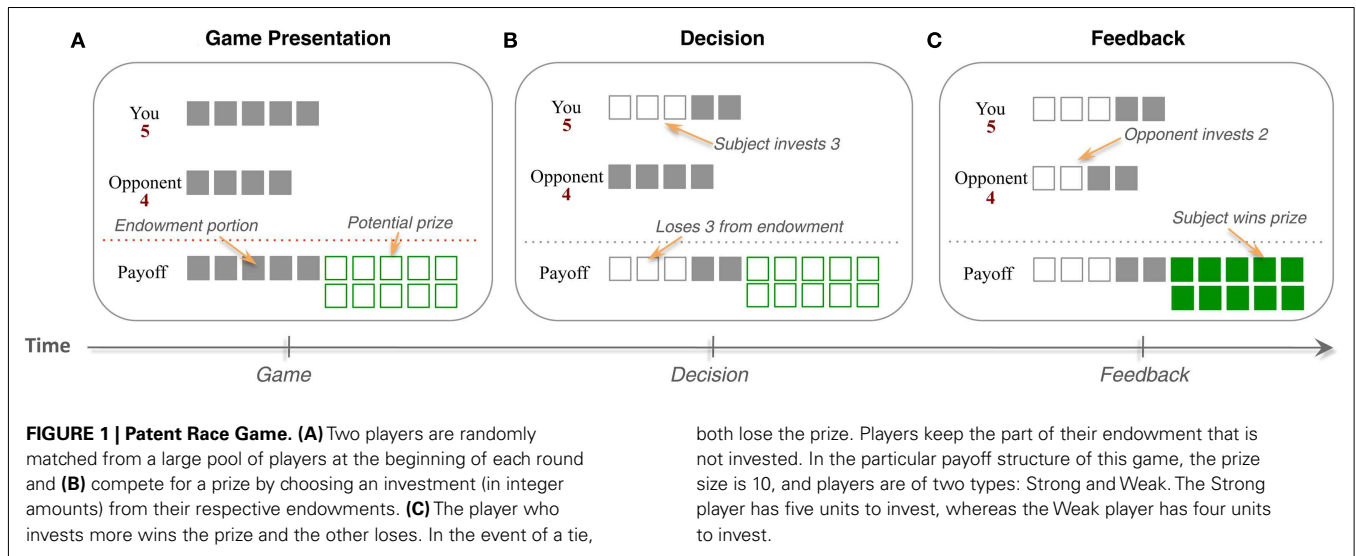 A Game Presentation
You
5
Opponent
4
Endowment portion
Potential prize
Payoff
B Decision
You
5
Subject invests 3
Opponent
4
Loses 3 from endowment
Payoff
C Feedback
You
5
Opponent invests 2
Opponent
4
Subject wins prize
Payoff
Time
Game
Decision
Feedback
FIGURE 1 | Patent Race Game. (A) Two players are randomly
matched from a large pool of players at the beginning of each round
and (B) compete for a prize by choosing an investment (in integer
amounts) from their respective endowments. (C) The player who
invests more wins the prize and the other loses. In the event of a tie,
both lose the prize. Players keep the part of their endowment that is
not invested. In the particular payoff structure of this game, the prize
size is 10, and players are of two types: Strong and Weak. The Strong
player has five units to invest, whereas the Weak player has four units
to invest.